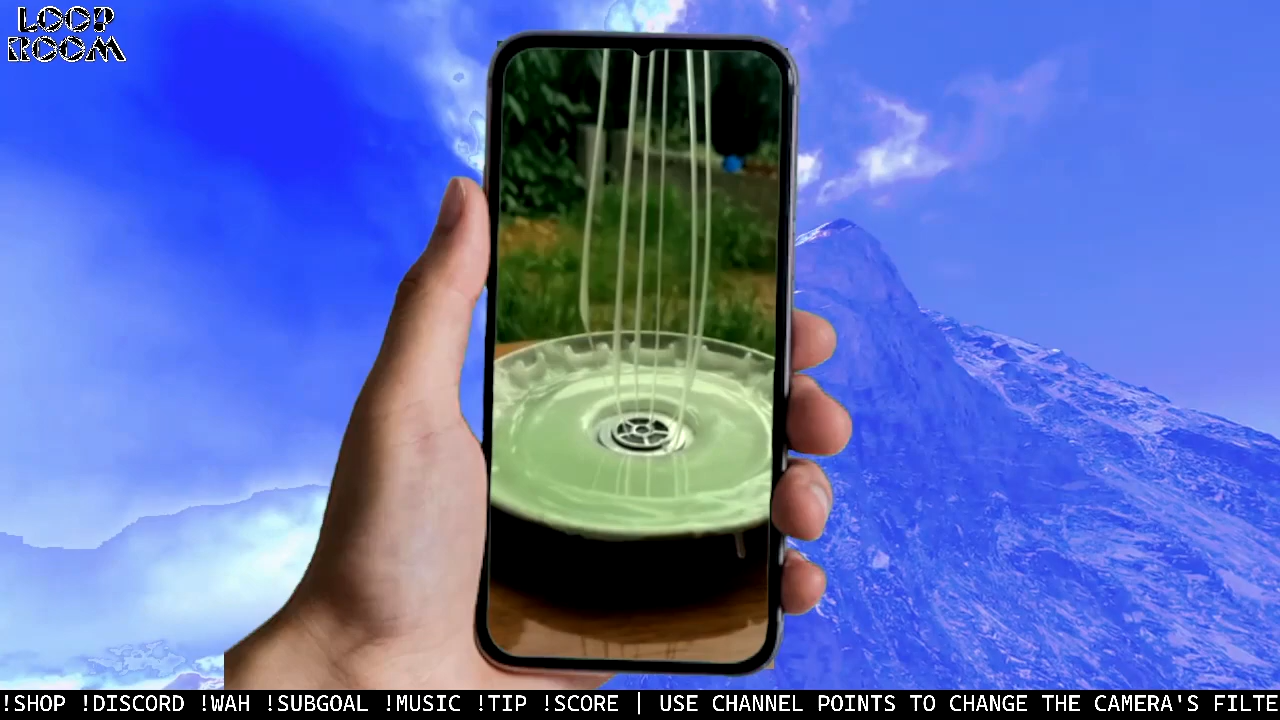 LOOP
ROOM
!SHOP !DISCORD !WAH !SUBGOAL !MUSIC !TIP !SCORE | USE CHANNEL POINTS TO CHANGE THE CAMERA'S FILTE